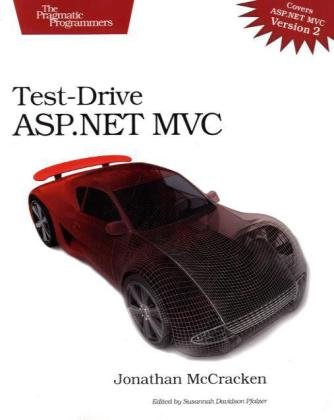 The
Pragmatic
Programmers
Covers
ASP.NET MVC
Version 2
Test-Drive
ASP.NET MVC
Jonathan McCracken
Edited by Susannah Davidson Pfalzer